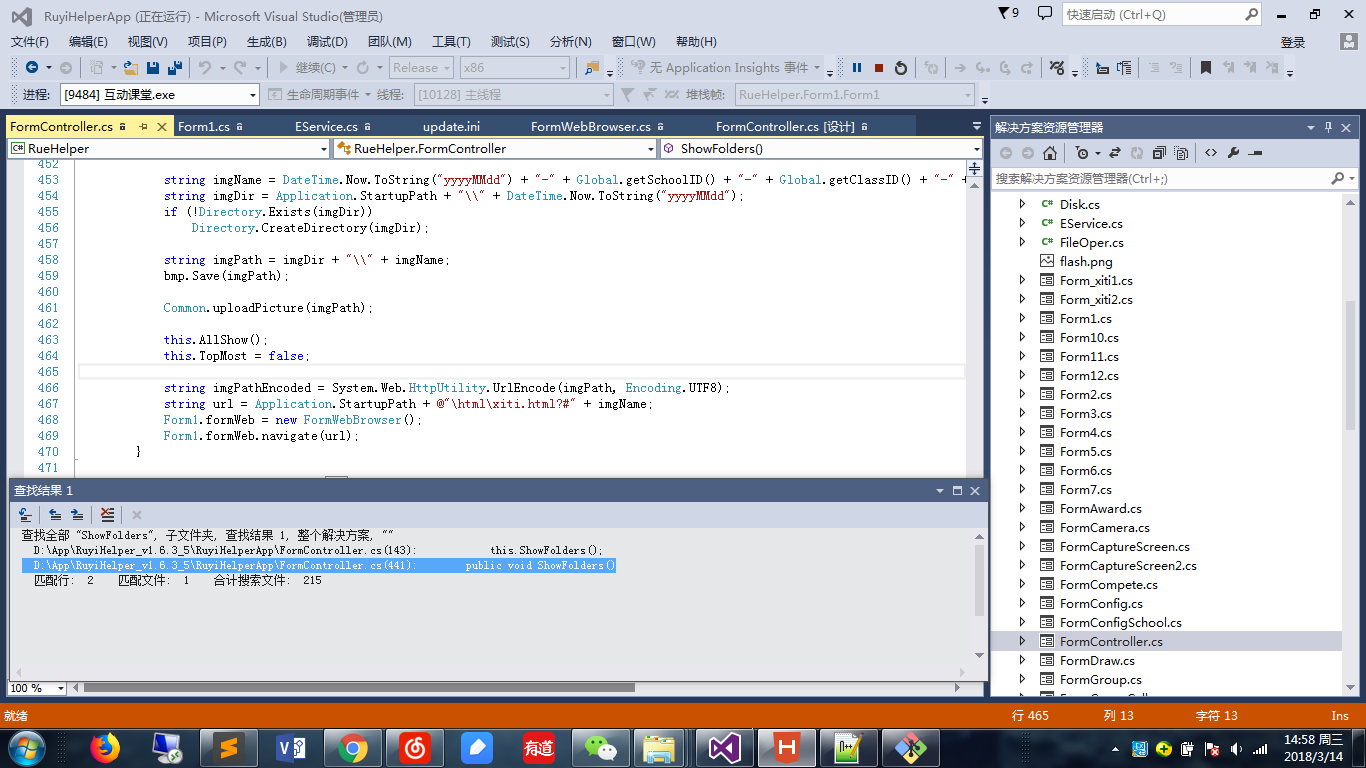 RuyiHelperApp (正在运行) - Microsoft Visual Studio(管理员)
9
快速启动 (Ctrl+Q)
文件(F) 编辑(E) 视图(V) 项目(P) 生成(B) 调试(D) 团队(M) 工具(T) 测试(S) 分析(N) 窗口(W) 帮助(H)
登录
继续(C) Release x86 无 Application Insights 事件
进程: [9484] 互动课堂.exe 生命周期事件 线程: [10128] 主线程 堆栈帧: RueHelper.Form1.Form1
FormController.cs Form1.cs EService.cs update.ini FormWebBrowser.cs FormController.cs [设计]
RueHelper RueHelper.FormController ShowFolders()
452
453 string imgName = DateTime.Now.ToString("yyyyMMdd") + "-" + Global.getSchoolID() + "-" + Global.getClassID() + "-" +
454 string imgDir = Application.StartupPath + "\\" + DateTime.Now.ToString("yyyyMMdd");
455 if (!Directory.Exists(imgDir))
456 Directory.CreateDirectory(imgDir);
457
458 string imgPath = imgDir + "\\" + imgName;
459 bmp.Save(imgPath);
460
461 Common.uploadPicture(imgPath);
462
463 this.AllShow();
464 this.TopMost = false;
465
466 string imgPathEncoded = System.Web.HttpUtility.UrlEncode(imgPath, Encoding.UTF8);
467 string url = Application.StartupPath + @"\html\xiti.html?#" + imgName;
468 Form1.formWeb = new FormWebBrowser();
469 Form1.formWeb.navigate(url);
470 }
471
查找结果 1
查找全部 "ShowFolders", 子文件夹, 查找结果 1, 整个解决方案, ""
D:\App\RuyiHelper_v1.6.3_5\RuyiHelperApp\FormController.cs(143): this.ShowFolders();
D:\App\RuyiHelper_v1.6.3_5\RuyiHelperApp\FormController.cs(441): public void ShowFolders()
匹配行: 2 匹配文件: 1 合计搜索文件: 215
100 %
解决方案资源管理器
搜索解决方案资源管理器(Ctrl+;)
Disk.cs
EService.cs
FileOper.cs
flash.png
Form_xiti1.cs
Form_xiti2.cs
Form1.cs
Form10.cs
Form11.cs
Form12.cs
Form2.cs
Form3.cs
Form4.cs
Form5.cs
Form6.cs
Form7.cs
FormAward.cs
FormCamera.cs
FormCaptureScreen.cs
FormCaptureScreen2.cs
FormCompete.cs
FormConfig.cs
FormConfigSchool.cs
FormController.cs
FormDraw.cs
FormGroup.cs
就绪 行 465 列 13 字符 13 Ins
有道
14:58 周三
2018/3/14